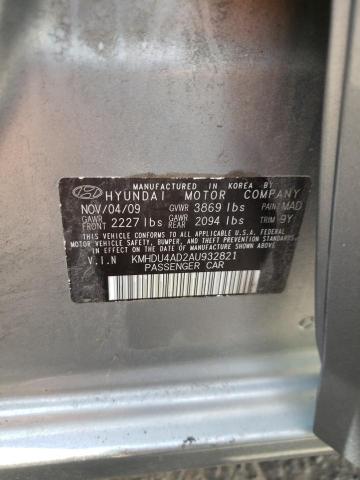 MANUFACTURED IN KOREA BY
HYUNDAI MOTOR COMPANY
NOV/04/09 GVWR 3869 lbs PAINT MAD
GAWR FRONT 2227 lbs GAWR REAR 2094 lbs TRIM 9Y
THIS VEHICLE CONFORMS TO ALL APPLICABLE U.S.A. FEDERAL
MOTOR VEHICLE SAFETY, BUMPER, AND THEFT PREVENTION STANDARDS
IN EFFECT ON THE DATE OF MANUFACTURE SHOWN ABOVE.
V.I.N KMHDU4AD2AU932821
PASSENGER CAR